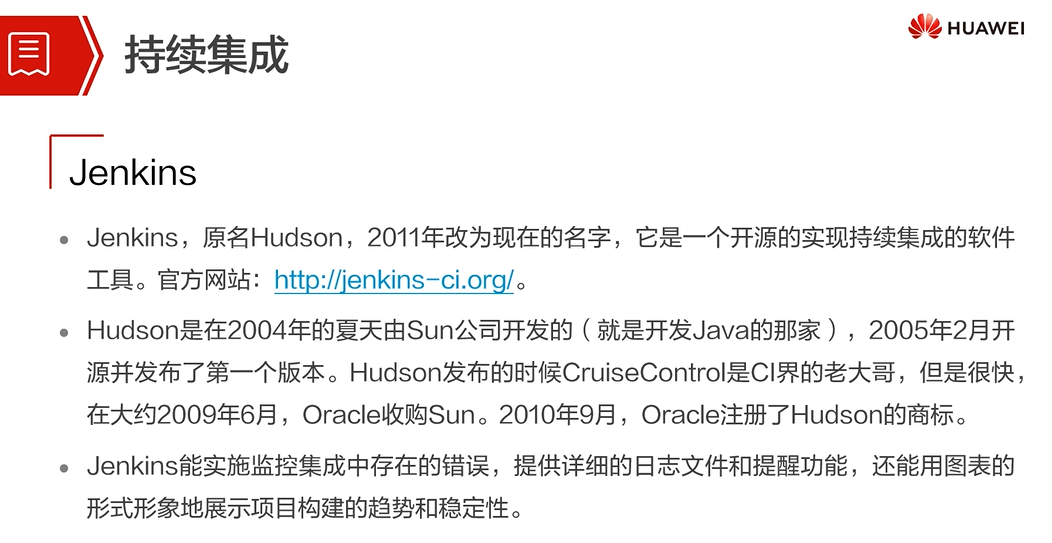 HUAWEI
持续集成
Jenkins
Jenkins，原名Hudson，2011年改为现在的名字，它是一个开源的实现持续集成的软件
工具。官方网站：http://jenkins-ci.org/。
Hudson是在2004年的夏天由Sun公司开发的（就是开发Java的那家），2005年2月开
源并发布了第一个版本。Hudson发布的时候CruiseControl是CI界的老大哥，但是很快，
在大约2009年6月，Oracle收购Sun。2010年9月，Oracle注册了Hudson的商标。
Jenkins能实施监控集成中存在的错误，提供详细的日志文件和提醒功能，还能用图表的
形式形象地展示项目构建的趋势和稳定性。